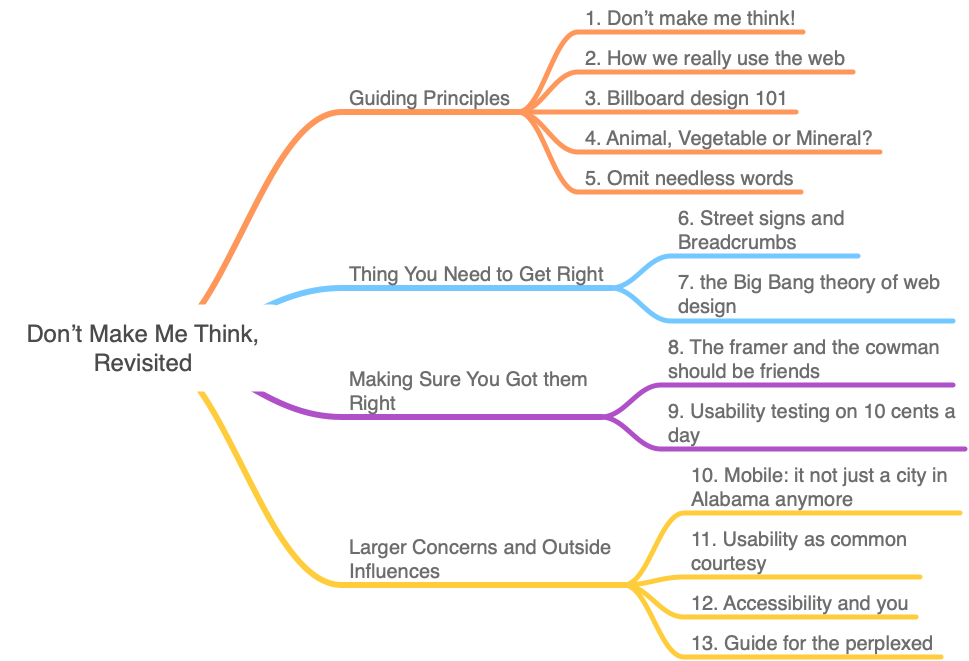 Don’t Make Me Think,
Revisited
Guiding Principles
1. Don’t make me think!
2. How we really use the web
3. Billboard design 101
4. Animal, Vegetable or Mineral?
5. Omit needless words
Thing You Need to Get Right
6. Street signs and
Breadcrumbs
7. the Big Bang theory of web
design
Making Sure You Got them
Right
8. The framer and the cowman
should be friends
9. Usability testing on 10 cents a
day
Larger Concerns and Outside
Influences
10. Mobile: it not just a city in
Alabama anymore
11. Usability as common
courtesy
12. Accessibility and you
13. Guide for the perplexed